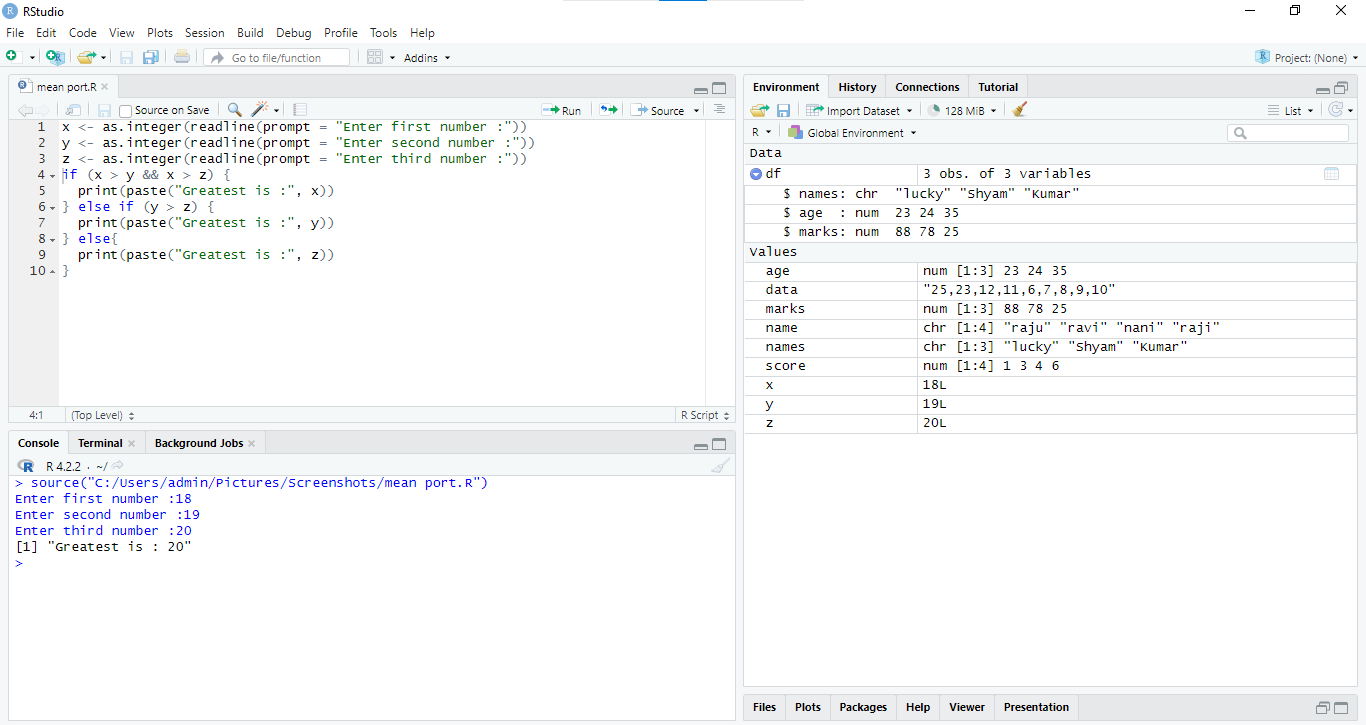 RStudio
File Edit Code View Plots Session Build Debug Profile Tools Help
Go to file/function Addins Project: (None)
mean port.R
Source on Save Run Source
1 x <- as.integer(readline(prompt = "Enter first number :"))
2 y <- as.integer(readline(prompt = "Enter second number :"))
3 z <- as.integer(readline(prompt = "Enter third number :"))
4 if (x > y && x > z) {
5 print(paste("Greatest is :", x))
6 } else if (y > z) {
7 print(paste("Greatest is :", y))
8 } else{
9 print(paste("Greatest is :", z))
10 }
4:1 (Top Level) R Script
Console Terminal Background Jobs
R 4.2.2 . ~/
> source("C:/Users/admin/Pictures/Screenshots/mean port.R")
Enter first number :18
Enter second number :19
Enter third number :20
[1] "Greatest is : 20"
>
Environment History Connections Tutorial
Import Dataset 128 MiB List
R Global Environment
Data
df 3 obs. of 3 variables
$ names: chr "lucky" "Shyam" "Kumar"
$ age : num 23 24 35
$ marks: num 88 78 25
Values
age num [1:3] 23 24 35
data "25,23,12,11,6,7,8,9,10"
marks num [1:3] 88 78 25
name chr [1:4] "raju" "ravi" "nani" "raji"
names chr [1:3] "lucky" "Shyam" "Kumar"
score num [1:4] 1 3 4 6
x 18L
y 19L
z 20L
Files Plots Packages Help Viewer Presentation